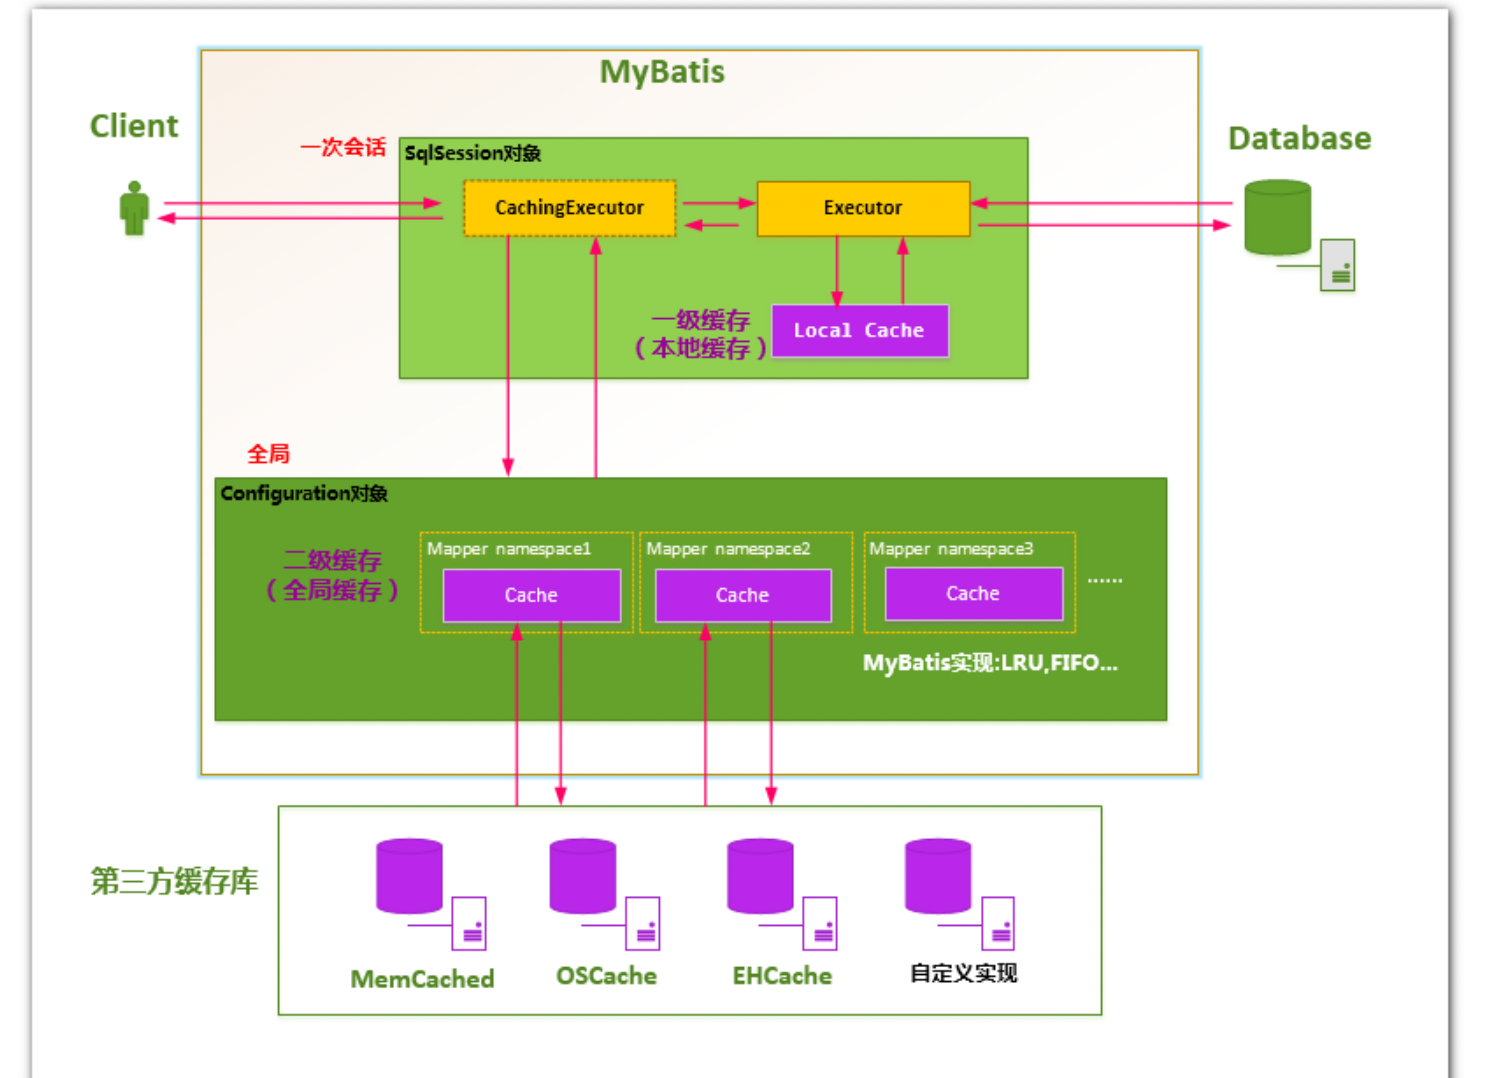 MyBatis
Client
Database
一次会话
SqlSession对象
CachingExecutor
Executor
一级缓存
（本地缓存）
Local Cache
全局
Configuration对象
二级缓存
（全局缓存）
Mapper namespace1
Cache
Mapper namespace2
Cache
Mapper namespace3
Cache
......
MyBatis实现:LRU,FIFO...
第三方缓存库
MemCached
OSCache
EHCache
自定义实现